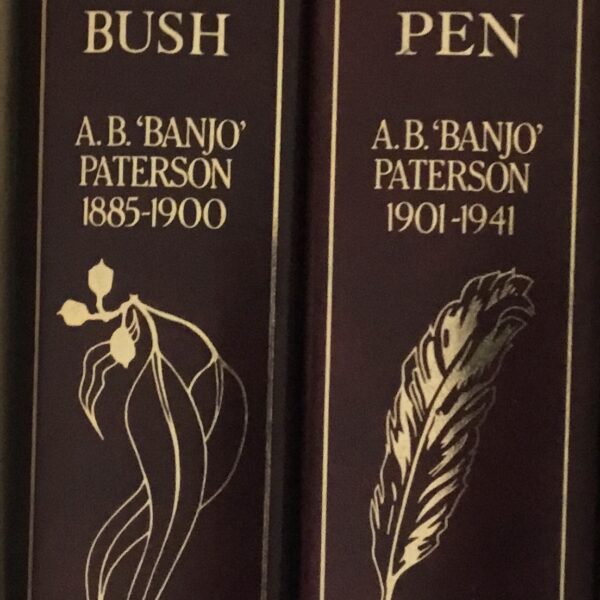 BUSH
A.B. ‘BANJO’
PATERSON
1885-1900
PEN
A.B. ‘BANJO’
PATERSON
1901-1941